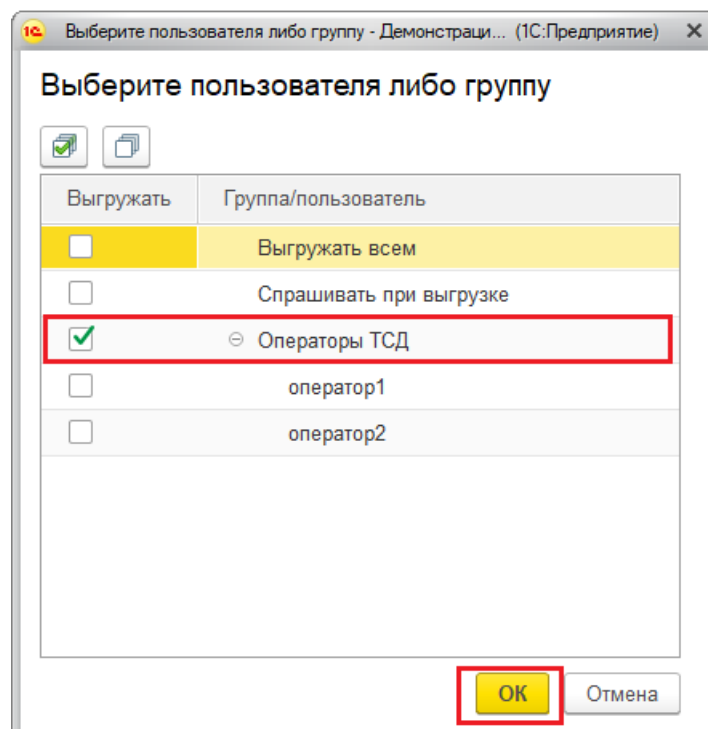 1С Выберите пользователя либо группу - Демонстраци... (1С:Предприятие)
Выберите пользователя либо группу
Выгружать Группа/пользователь
Выгружать всем
Спрашивать при выгрузке
Операторы ТСД
оператор1
оператор2
ОК Отмена